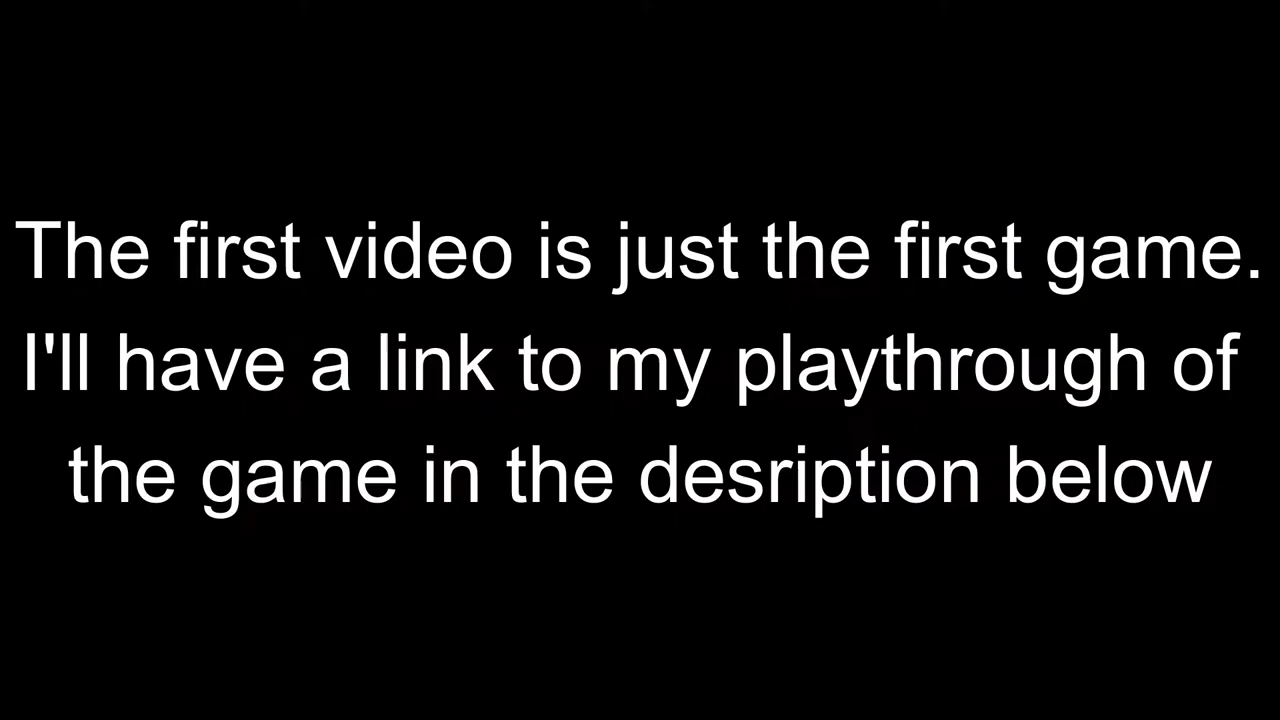 The first video is just the first game.
I'll have a link to my playthrough of
the game in the desription below